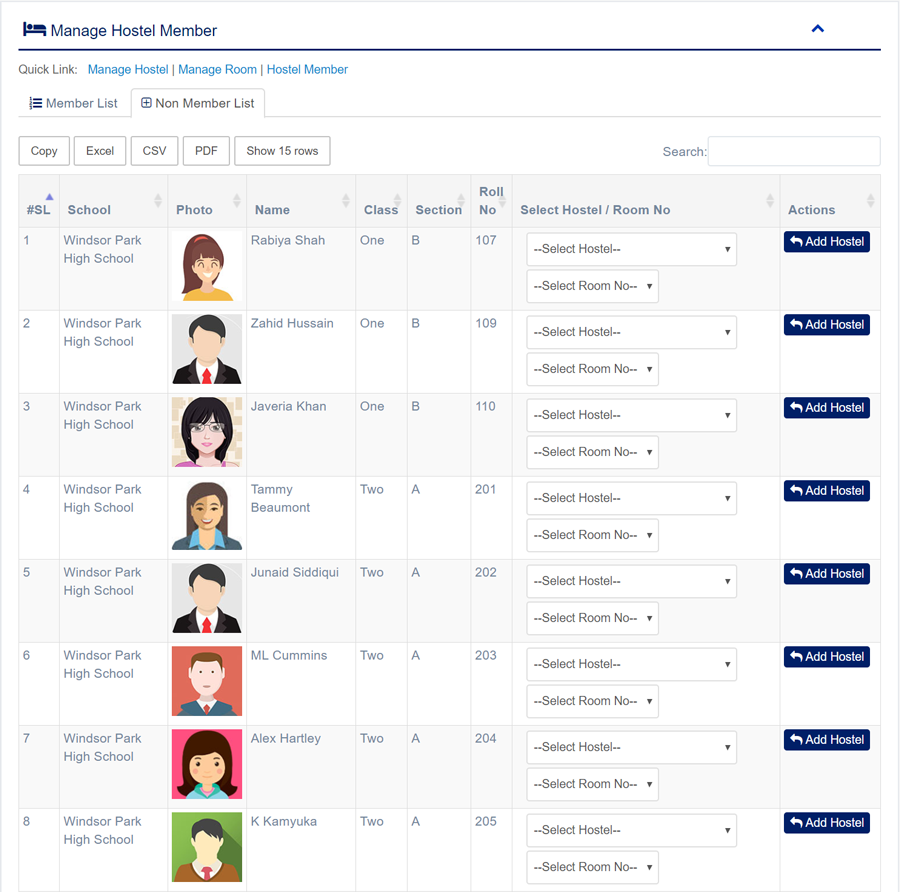 Manage Hostel Member
Quick Link: Manage Hostel | Manage Room | Hostel Member
Member List Non Member List
Copy Excel CSV PDF Show 15 rows Search:
#SL School Photo Name Class Section Roll No Select Hostel / Room No Actions
1 Windsor Park High School Rabiya Shah One B 107 --Select Hostel-- Add Hostel
--Select Room No--
2 Windsor Park High School Zahid Hussain One B 109 --Select Hostel-- Add Hostel
--Select Room No--
3 Windsor Park High School Javeria Khan One B 110 --Select Hostel-- Add Hostel
--Select Room No--
4 Windsor Park High School Tammy Beaumont Two A 201 --Select Hostel-- Add Hostel
--Select Room No--
5 Windsor Park High School Junaid Siddiqui Two A 202 --Select Hostel-- Add Hostel
--Select Room No--
6 Windsor Park High School ML Cummins Two A 203 --Select Hostel-- Add Hostel
--Select Room No--
7 Windsor Park High School Alex Hartley Two A 204 --Select Hostel-- Add Hostel
--Select Room No--
8 Windsor Park High School K Kamyuka Two A 205 --Select Hostel-- Add Hostel
--Select Room No--